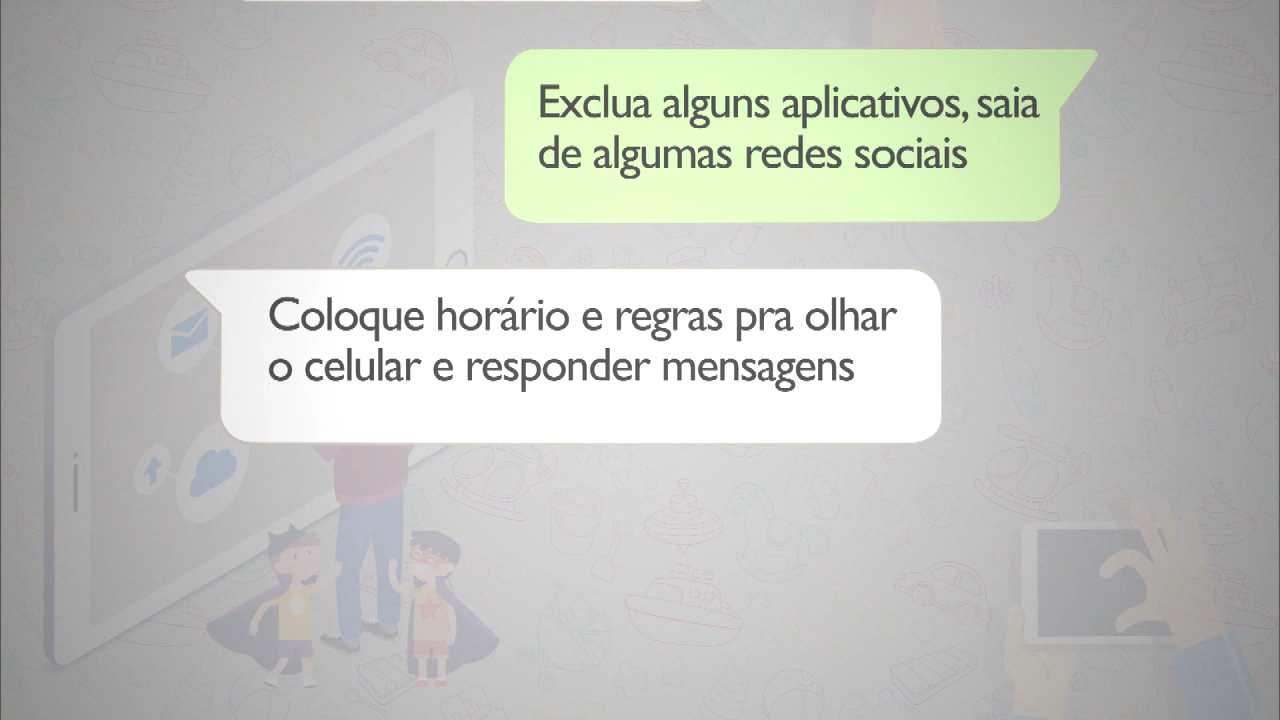 Exclua alguns aplicativos, saia
de algumas redes sociais
Coloque horário e regras pra olhar
o celular e responder mensagens